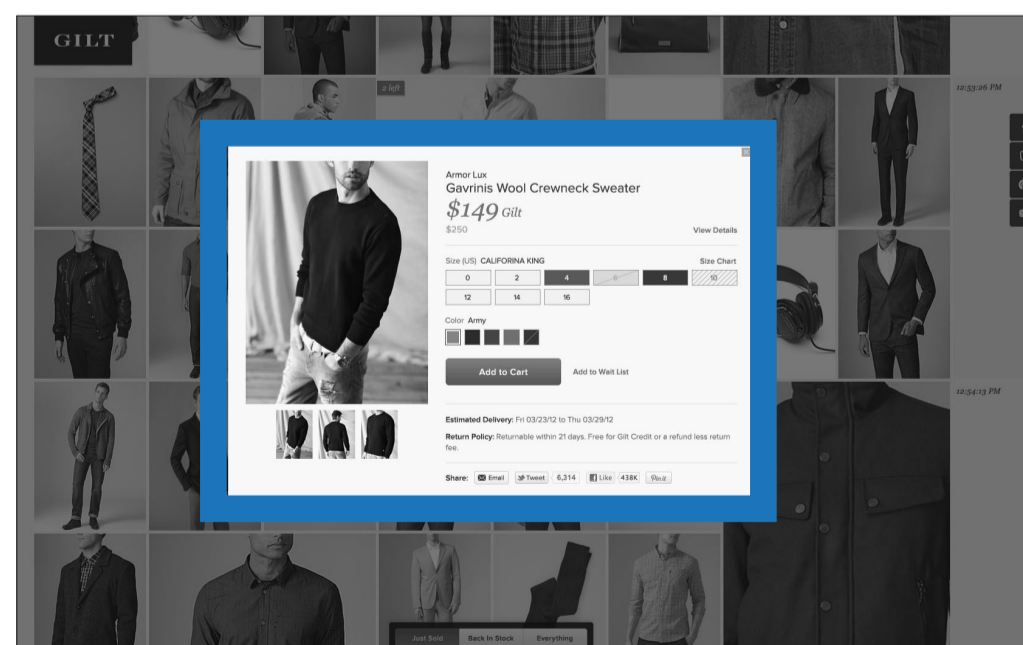 GILT
2 left
12:53:26 PM
Armor Lux
Gavrinis Wool Crewneck Sweater
$149 Gilt
$250
View Details
Size (US) CALIFORINA KING
Size Chart
0 2 4 6 8 10
12 14 16
Color Army
Add to Cart
Add to Wait List
12:54:13 PM
Estimated Delivery: Fri 03/23/12 to Thu 03/29/12
Return Policy: Returnable within 21 days. Free for Gilt Credit or a refund less return
fee.
Share: Email Tweet 6,314 Like 438K Pin it
Just Sold Back In Stock Everything